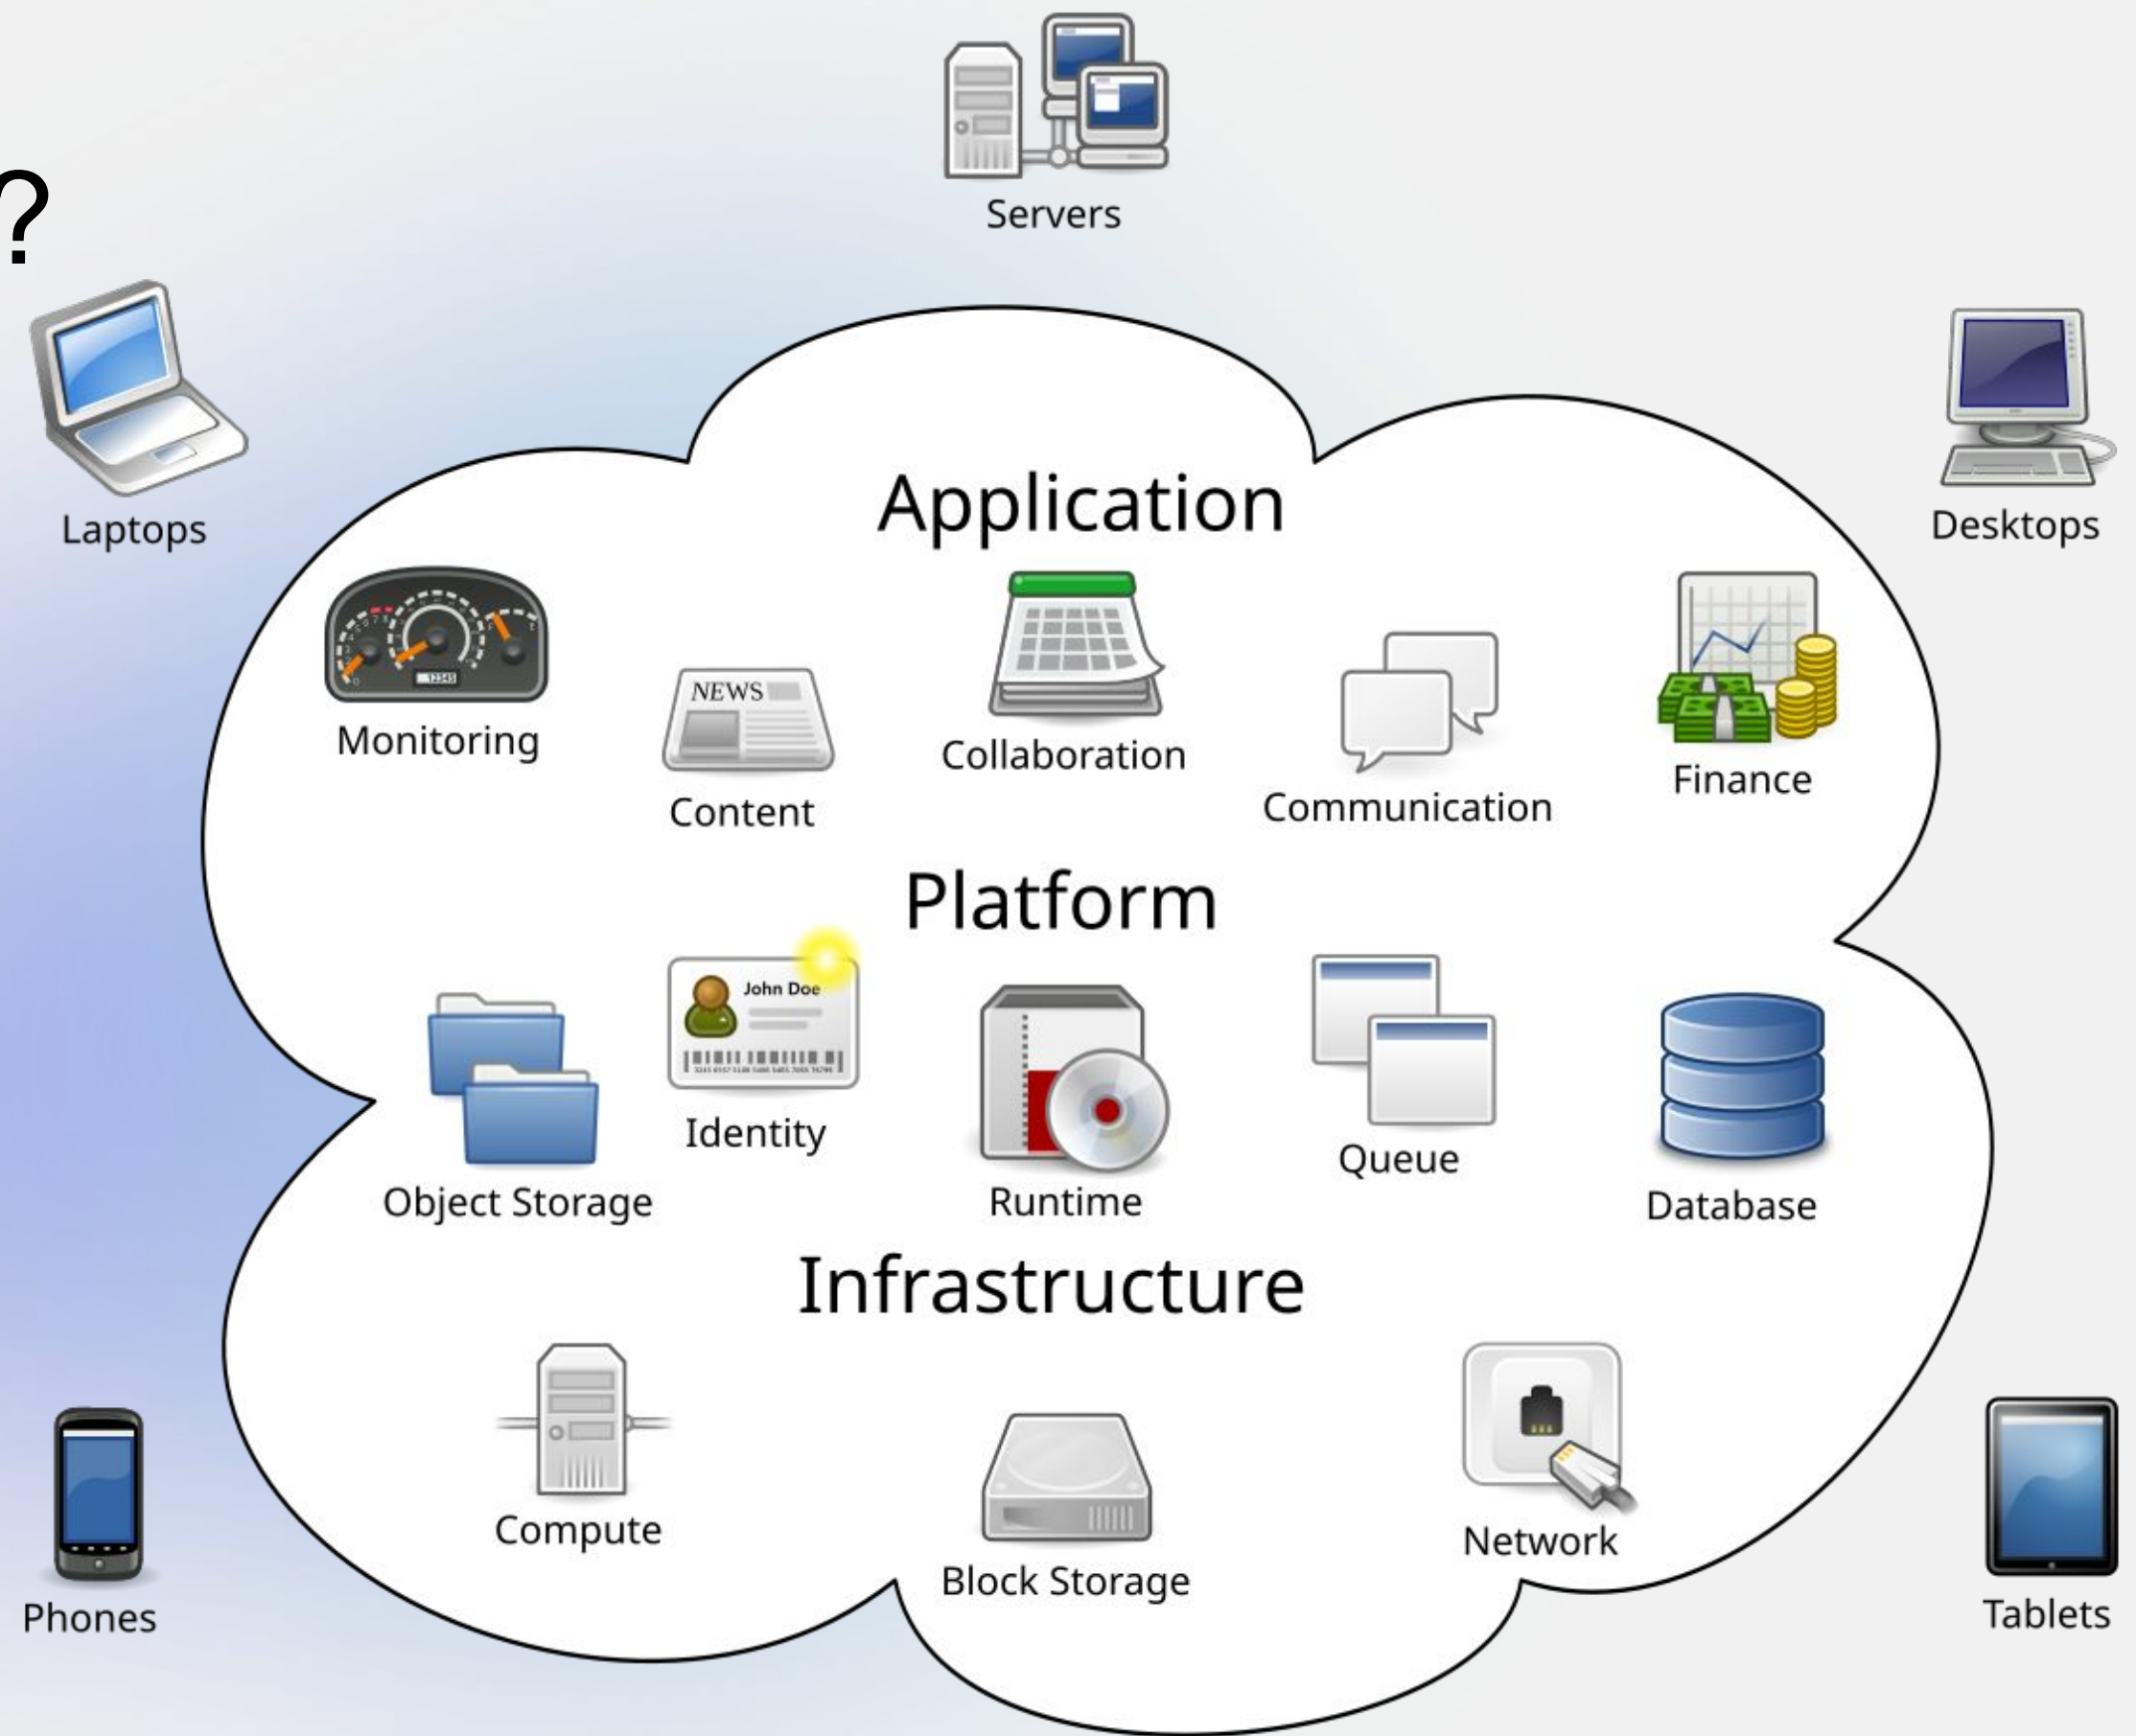 Servers
?
Laptops
Desktops
Application
12345
Monitoring
NEWS
Content
Collaboration
Communication
Finance
Platform
John Doe
Object Storage
Identity
Runtime
Queue
Database
Infrastructure
Compute
Block Storage
Network
Phones
Tablets